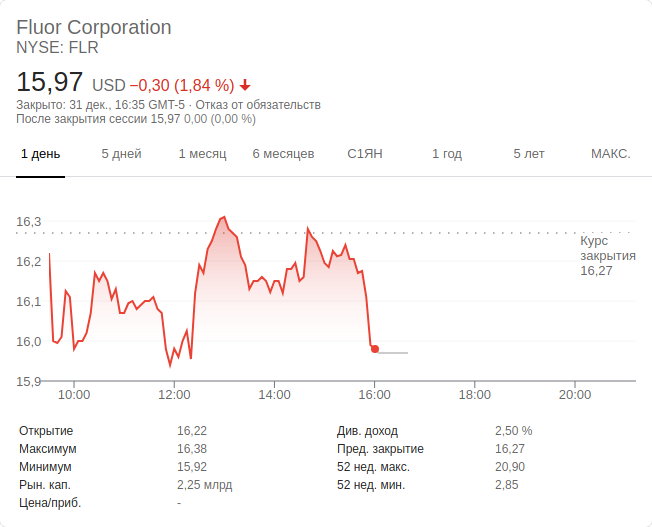 Fluor Corporation
NYSE: FLR
15,97 USD −0,30 (1,84 %)
Закрыто: 31 дек., 16:35 GMT-5 · Отказ от обязательств
После закрытия сессии 15,97 0,00 (0,00 %)
1 день 5 дней 1 месяц 6 месяцев С1ЯН 1 год 5 лет МАКС.
16,3
Курс
закрытия
16,2
16,27
16,1
16,0
15,9
10:00 12:00 14:00 16:00 18:00 20:00
Открытие 16,22 Див. доход 2,50 %
Максимум 16,38 Пред. закрытие 16,27
Минимум 15,92 52 нед. макс. 20,90
Рын. кап. 2,25 млрд 52 нед. мин. 2,85
Цена/приб. -